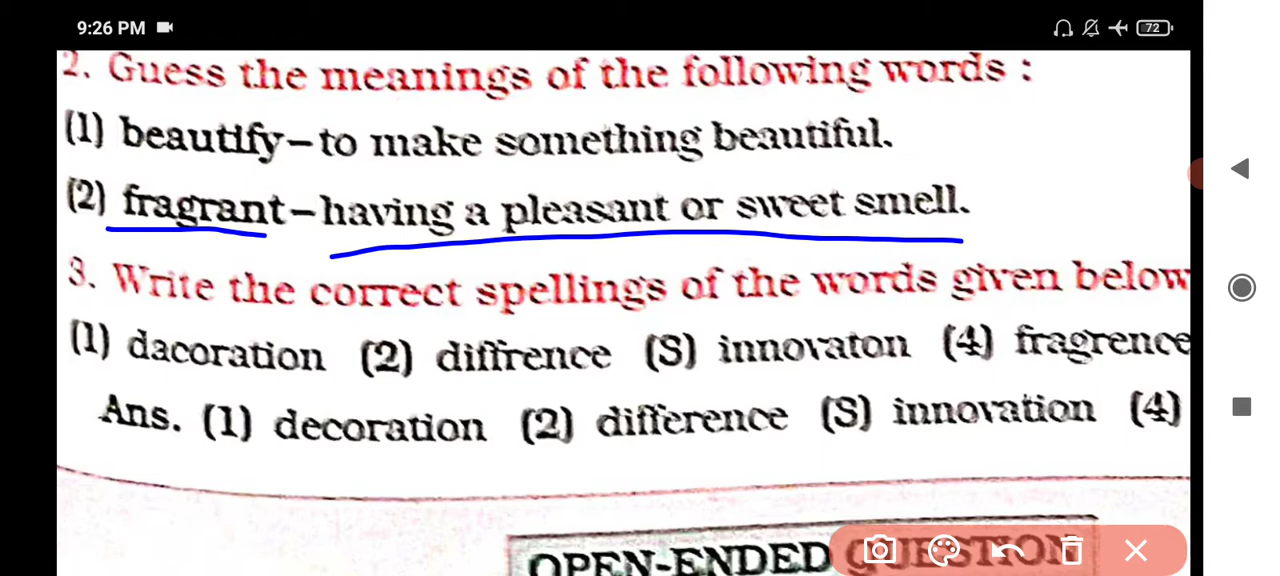 9:26 PM
72
2. Guess the meanings of the following words :
(1) beautify–to make something beautiful.
(2) fragrant–having a pleasant or sweet smell.
3. Write the correct spellings of the words given below
(1) dacoration (2) diffrence (S) innovaton (4) fragrence
Ans. (1) decoration (2) difference (S) innovation (4)
OPEN-ENDED QUESTION